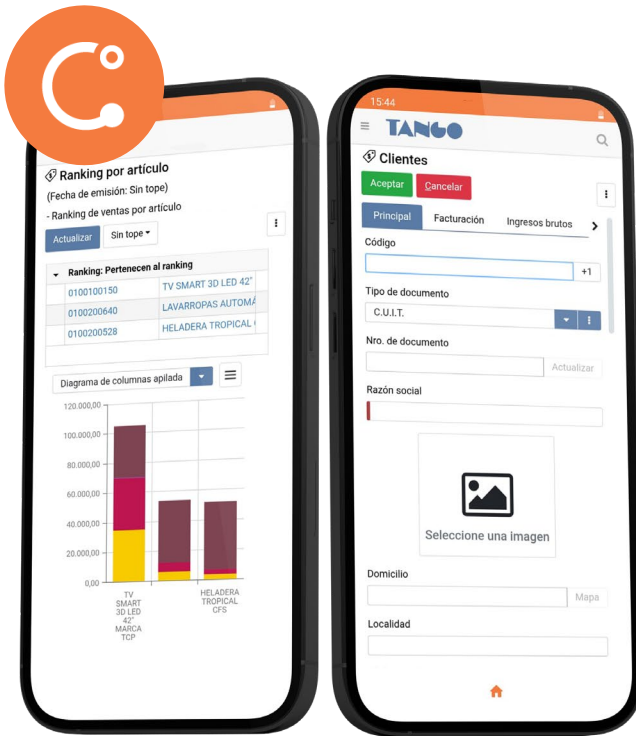 Ranking por artículo
(Fecha de emisión: Sin tope)
- Ranking de ventas por artículo
Actualizar
Sin tope
Ranking: Pertenecen al ranking
0100100150 TV SMART 3D LED 42"
0100200640 LAVARROPAS AUTOMÁ
0100200528 HELADERA TROPICAL
Diagrama de columnas apilada
120.000,00
100.000,00
80.000,00
60.000,00
40.000,00
20.000,00
0,00
TV
SMART
3D LED
42"
MARCA
TCP
HELADERA
TROPICAL
CFS
15:44
TANGO
Clientes
Aceptar
Cancelar
Principal
Facturación
Ingresos brutos
Código
+1
Tipo de documento
C.U.I.T.
Nro. de documento
Actualizar
Razón social
Seleccione una imagen
Domicilio
Mapa
Localidad